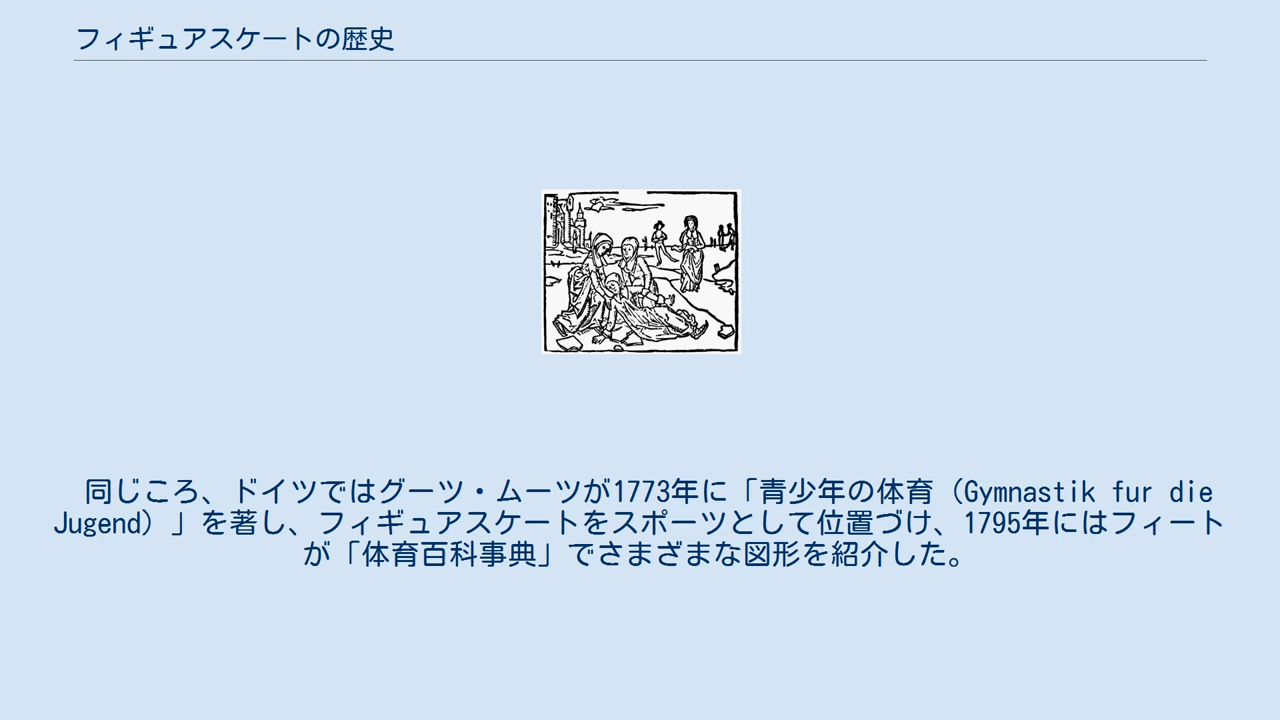 フィギュアスケートの歴史
同じころ、ドイツではグーツ・ムーツが1773年に「青少年の体育（Gymnastik fur die
Jugend）」を著し、フィギュアスケートをスポーツとして位置づけ、1795年にはフィート
が「体育百科事典」でさまざまな図形を紹介した。